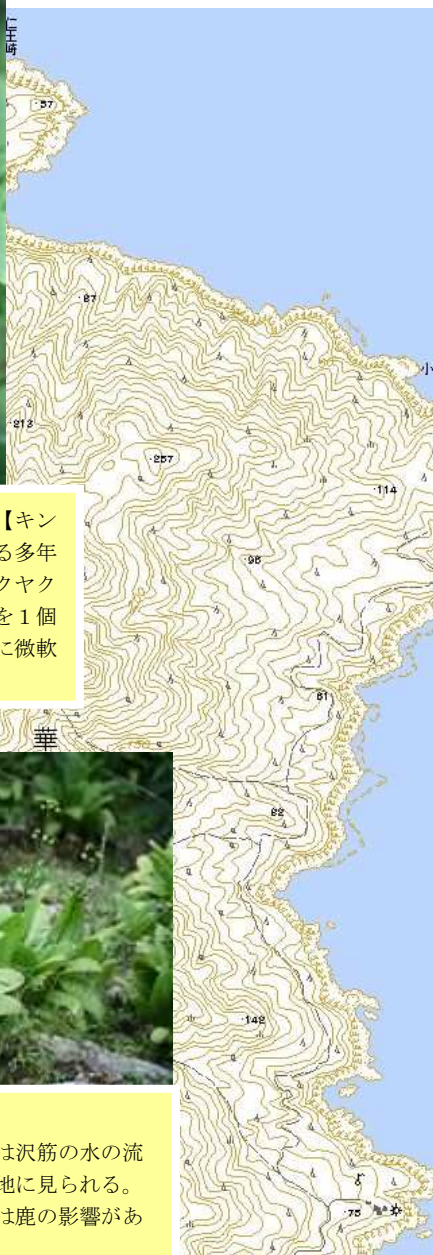 仁王崎
・57
・87
小
・213
・257
・114
・96
【キン
る多年
クヤク
を1個
に微軟
81
華
82
・142
は沢筋の水の流
地に見られる。
は鹿の影響があ
・75